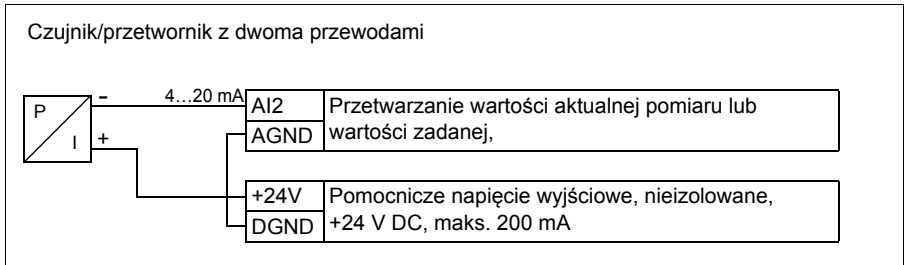 Czujnik/przetwornik z dwoma przewodami
P
I
-
+
4…20 mA
AI2
AGND
Przetwarzanie wartości aktualnej pomiaru lub
wartości zadanej,
+24V
DGND
Pomocnicze napięcie wyjściowe, nieizolowane,
+24 V DC, maks. 200 mA